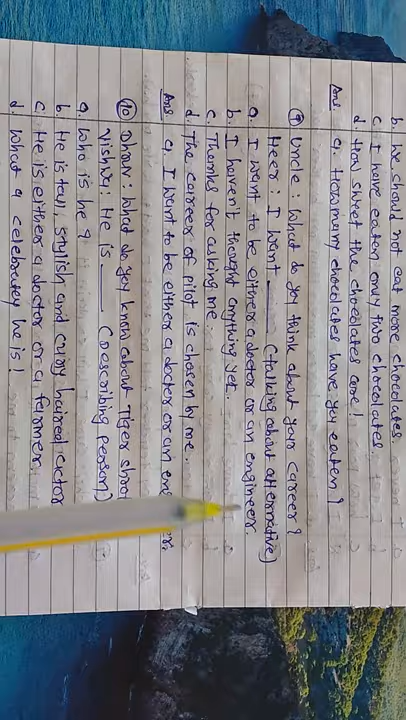 b. We should not eat more chocolates
c. I have eaten only two chocolates.
d. How sweet the chocolates are!
Ans. a. How many chocolates have you eaten?
9 Uncle: What do you think about your career?
Heer: I want ____ (talking about alternative)
a. I want to be either a doctor or an engineer.
b. I haven't thought anything yet.
c. Thanks for asking me.
d. The career of pilot is chosen by me.
Ans a. I want to be either a doctor or an
10 Dhruv: What do you know about Tiger Shrof
Vishva: He is ____ (Describing person)
a. Who is he?
b. He is tall, stylish and curly haired actor
c. He is either a doctor or a farmer
d. What a celebrity he is!